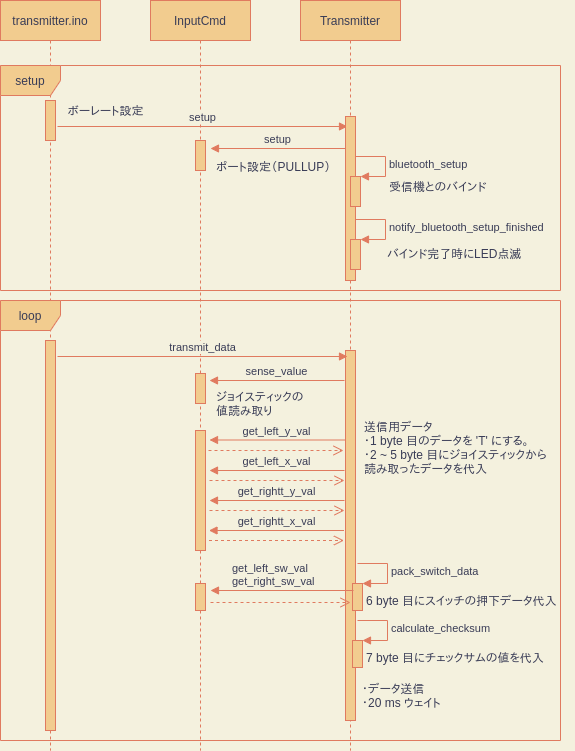 transmitter.ino
InputCmd
Transmitter
setup
ボーレート設定
setup
setup
ポート設定（PULLUP）
bluetooth_setup
受信機とのバインド
notify_bluetooth_setup_finished
バインド完了時にLED点滅
loop
transmit_data
sense_value
ジョイスティックの
値読み取り
送信用データ
・1 byte 目のデータを 'T' にする。
・2 ~ 5 byte 目にジョイスティックから
読み取ったデータを代入
get_left_y_val
get_left_x_val
get_rightt_y_val
get_rightt_x_val
get_left_sw_val
get_right_sw_val
pack_switch_data
6 byte 目にスイッチの押下データ代入
calculate_checksum
7 byte 目にチェックサムの値を代入
・データ送信
・20 ms ウェイト